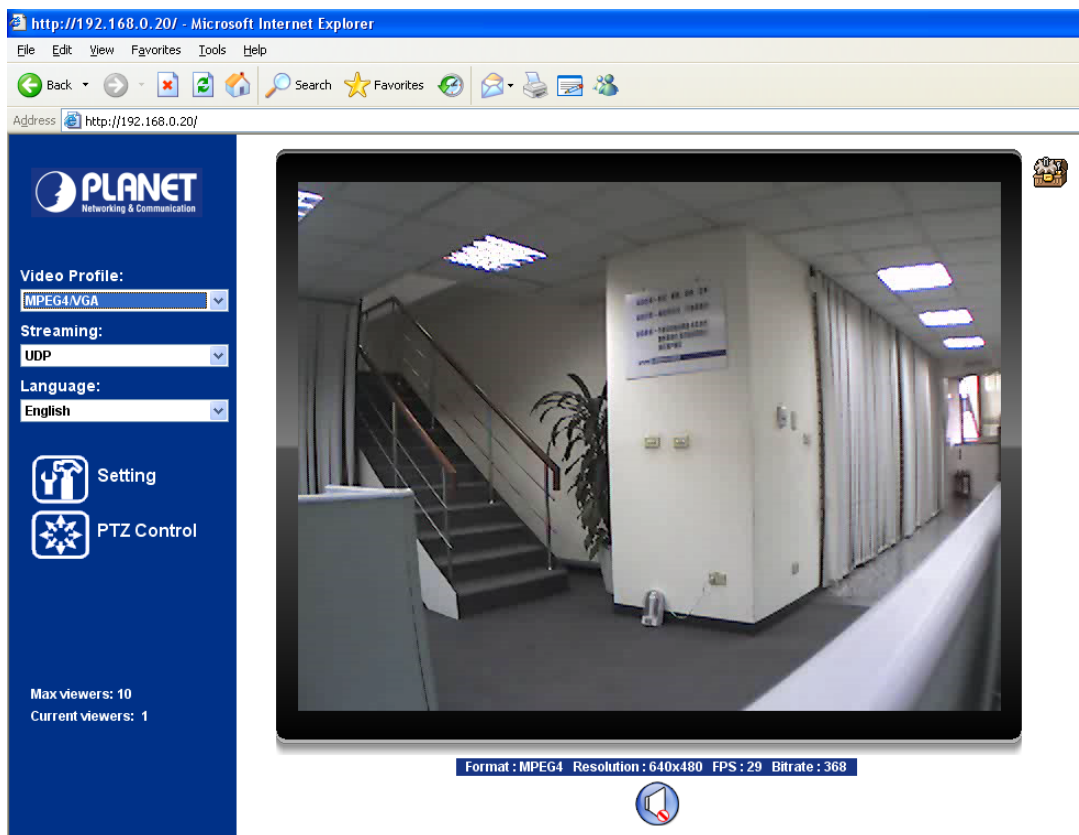 http://192.168.0.20/ - Microsoft Internet Explorer
File Edit View Favorites Tools Help
Back Search Favorites
Address http://192.168.0.20/
PLANET
Networking & Communication
Video Profile:
MPEG4/VGA
Streaming:
UDP
Language:
English
Setting
PTZ Control
Max viewers: 10
Current viewers: 1
Format : MPEG4 Resolution : 640x480 FPS : 29 Bitrate : 368